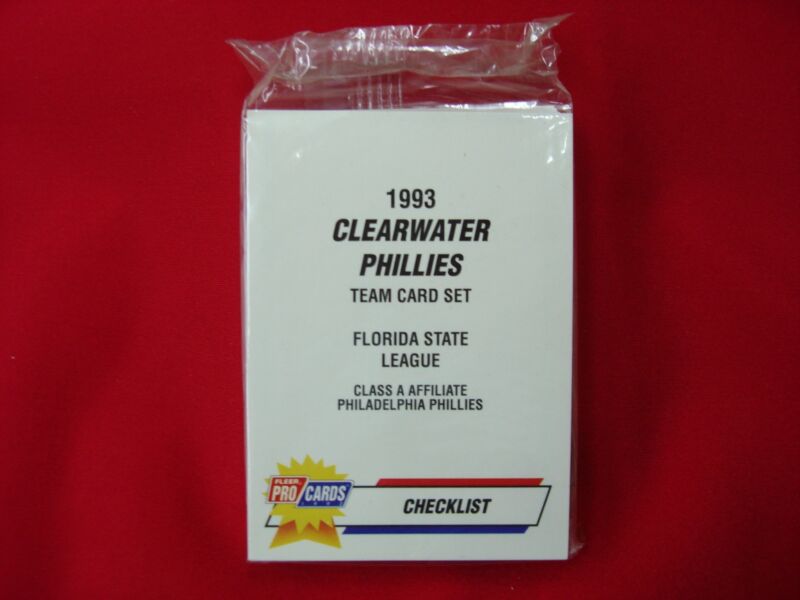 1993
CLEARWATER
PHILLIES
TEAM CARD SET
FLORIDA STATE
LEAGUE
CLASS A AFFILIATE
PHILADELPHIA PHILLIES
FLEER
PRO CARDS
CHECKLIST